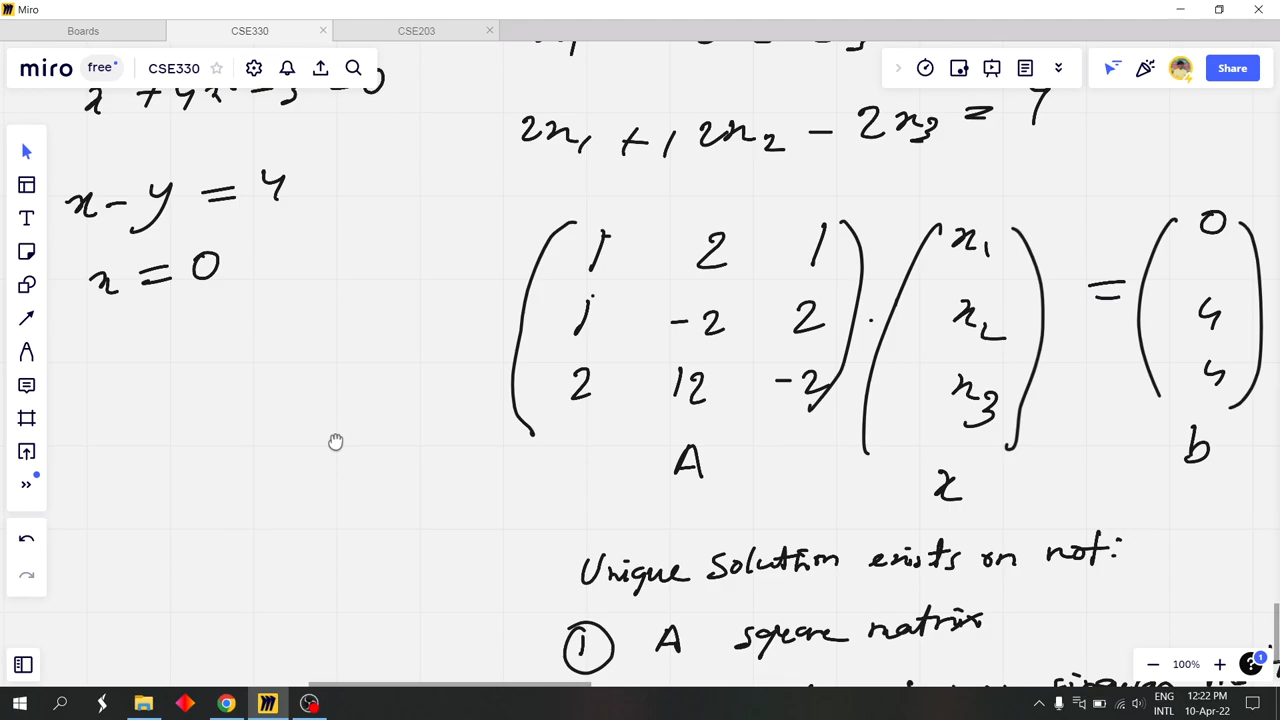 Miro
Boards
CSE330
CSE203
miro free CSE330
Share
2x₁ + 12x₂ - 2x₃ = 4
x - y = 4
x = 0
1 2 1
1 -2 2
2 12 -2
.
x₁
x₂
x₃
=
0
4
4
A
x
b
Unique Solution exists or not:
① A square matrix
100%
1
ENG
INTL
12:22 PM
10-Apr-22